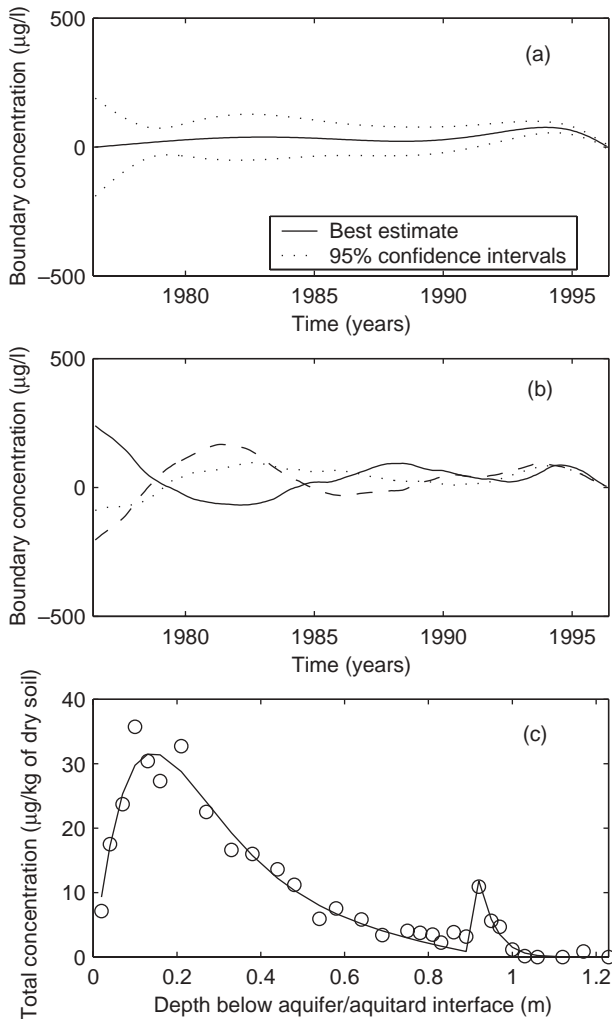 500
(a)
0
Best estimate
95% confidence intervals
–500
1980
1985
1990
1995
Time (years)
Boundary concentration (μg/l)
500
(b)
0
–500
1980
1985
1990
1995
Time (years)
Boundary concentration (μg/l)
40
(c)
30
20
10
0
0
0.2
0.4
0.6
0.8
1
1.2
Depth below aquifer/aquitard interface (m)
Total concentration (μg/kg of dry soil)